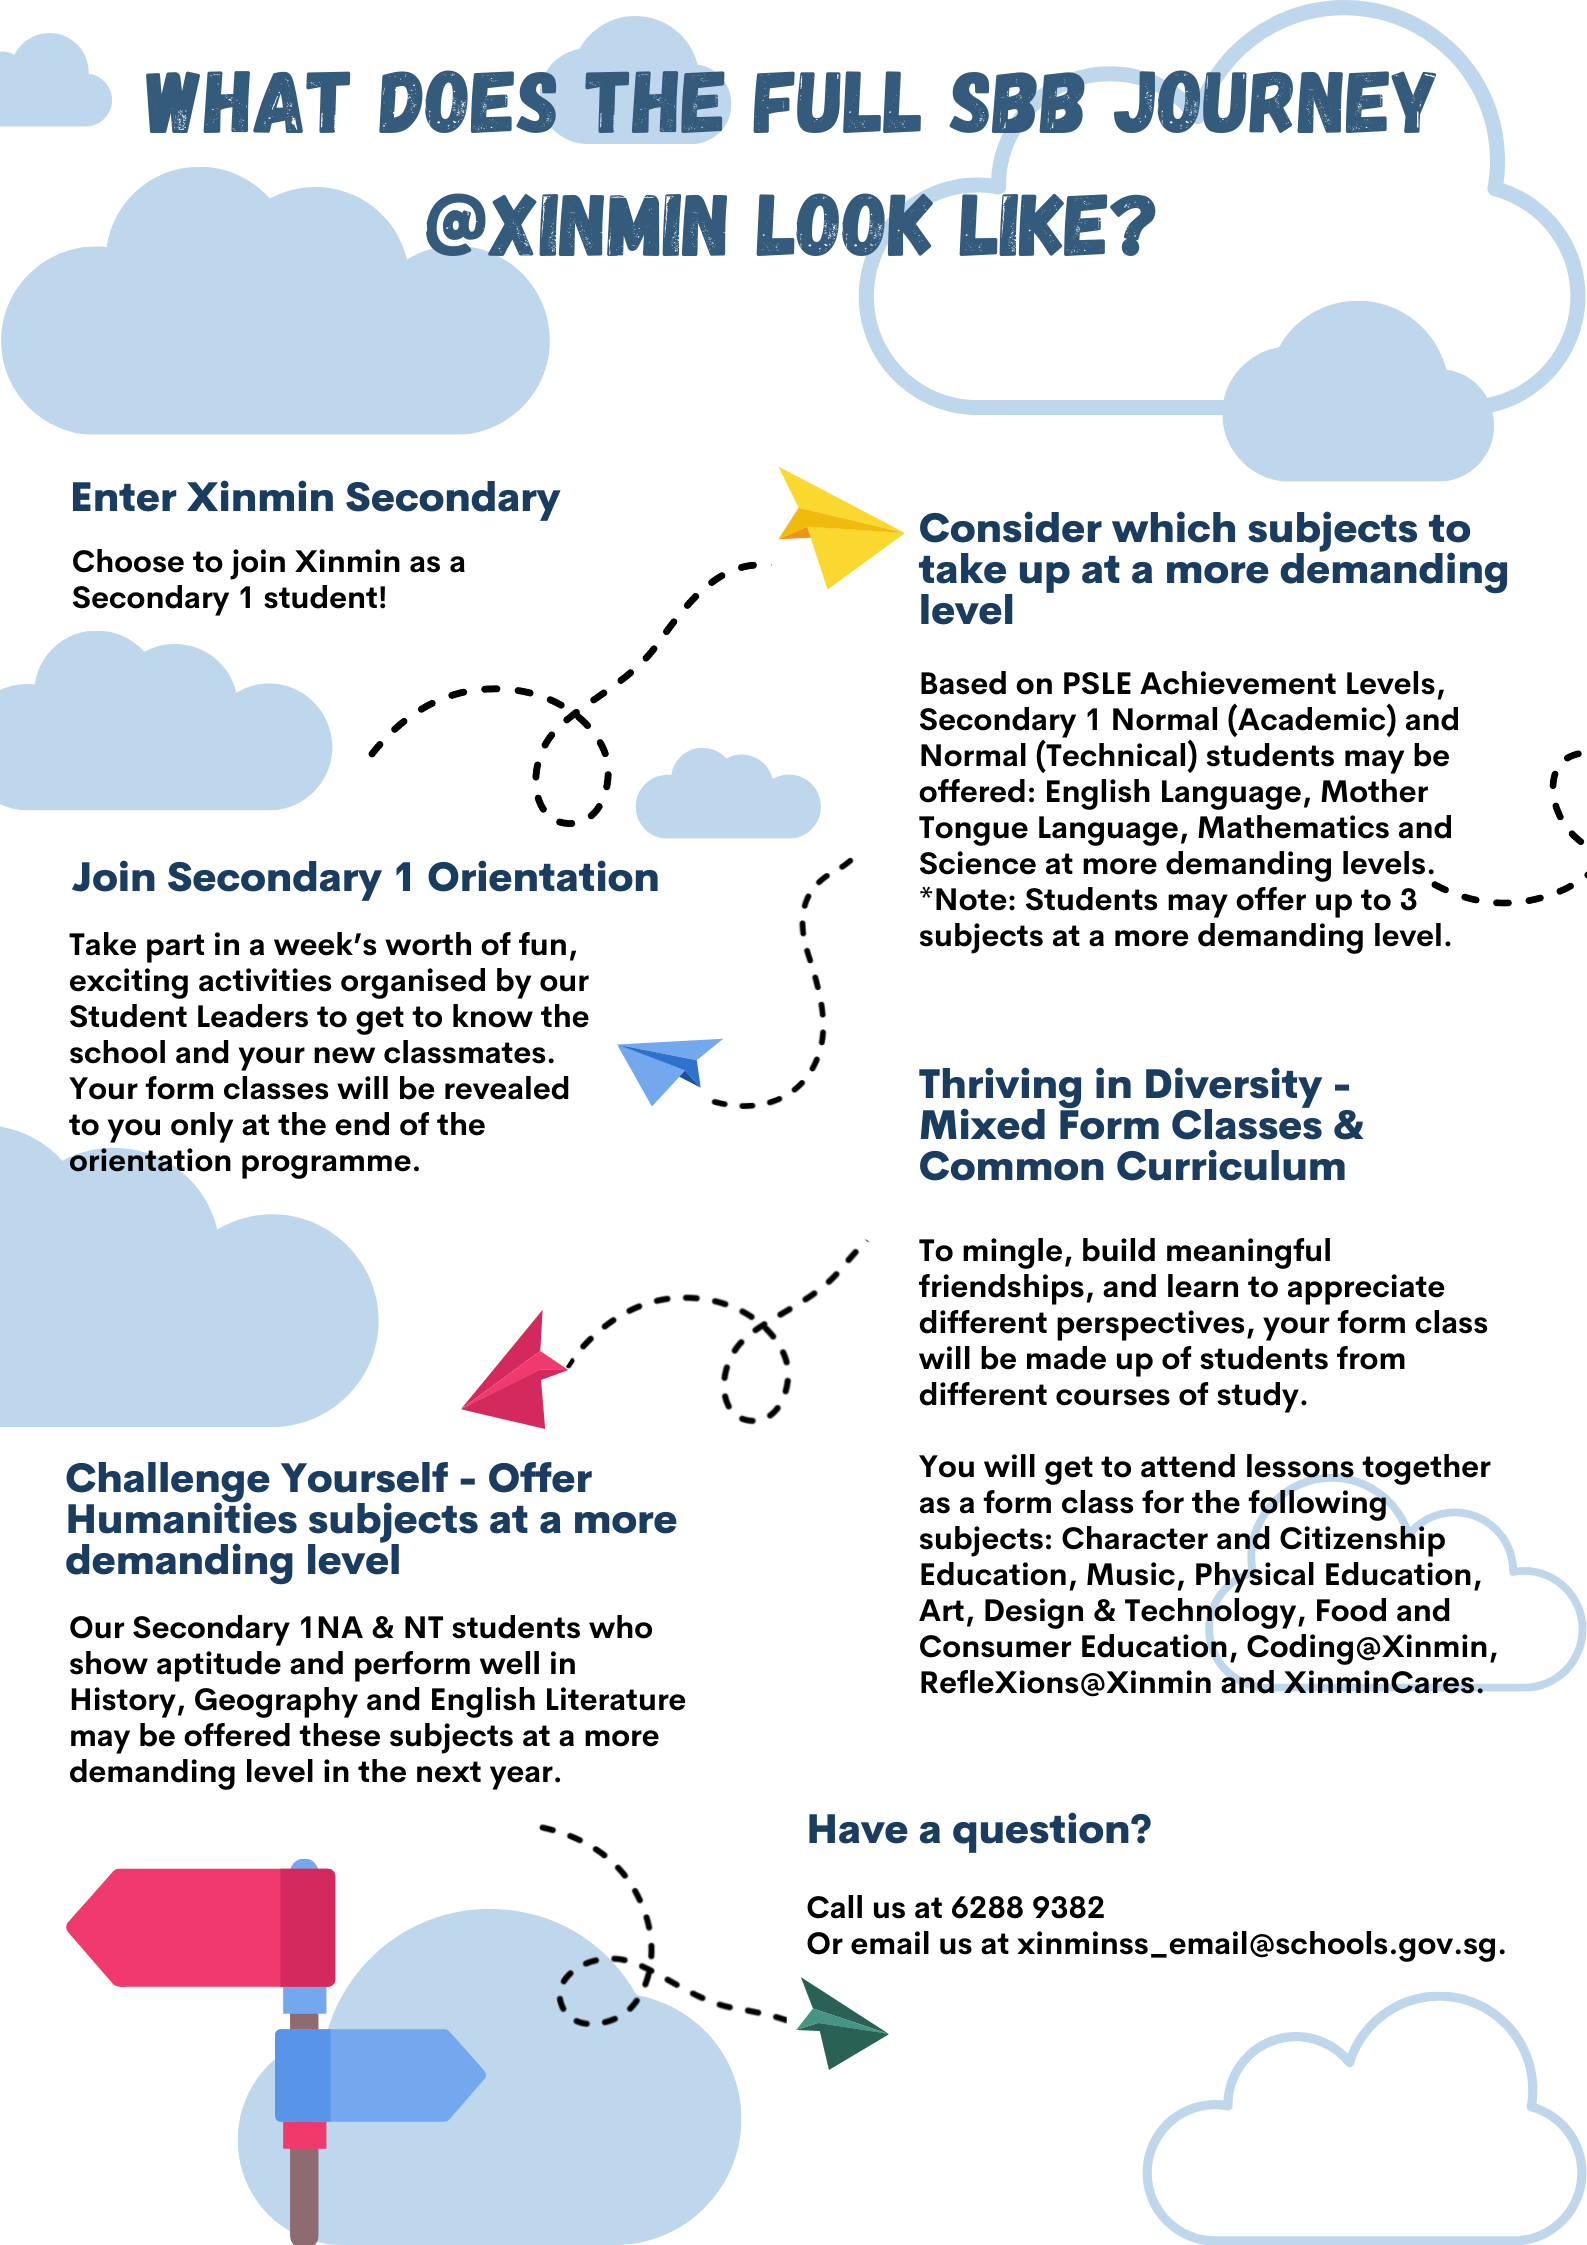 WHAT DOES THE FULL SBB JOURNEY
@XINMIN LOOK LIKE?
Enter Xinmin Secondary
Choose to join Xinmin as a
Secondary 1 student!
Consider which subjects to
take up at a more demanding
level
Based on PSLE Achievement Levels,
Secondary 1 Normal (Academic) and
Normal (Technical) students may be
offered: English Language, Mother
Tongue Language, Mathematics and
Science at more demanding levels.
*Note: Students may offer up to 3
subjects at a more demanding level.
Join Secondary 1 Orientation
Take part in a week’s worth of fun,
exciting activities organised by our
Student Leaders to get to know the
school and your new classmates.
Your form classes will be revealed
to you only at the end of the
orientation programme.
Thriving in Diversity -
Mixed Form Classes &
Common Curriculum
To mingle, build meaningful
friendships, and learn to appreciate
different perspectives, your form class
will be made up of students from
different courses of study.
You will get to attend lessons together
as a form class for the following
subjects: Character and Citizenship
Education, Music, Physical Education,
Art, Design & Technology, Food and
Consumer Education, Coding@Xinmin,
RefleXions@Xinmin and XinminCares.
Challenge Yourself - Offer
Humanities subjects at a more
demanding level
Our Secondary 1NA & NT students who
show aptitude and perform well in
History, Geography and English Literature
may be offered these subjects at a more
demanding level in the next year.
Have a question?
Call us at 6288 9382
Or email us at xinminss_email@schools.gov.sg.